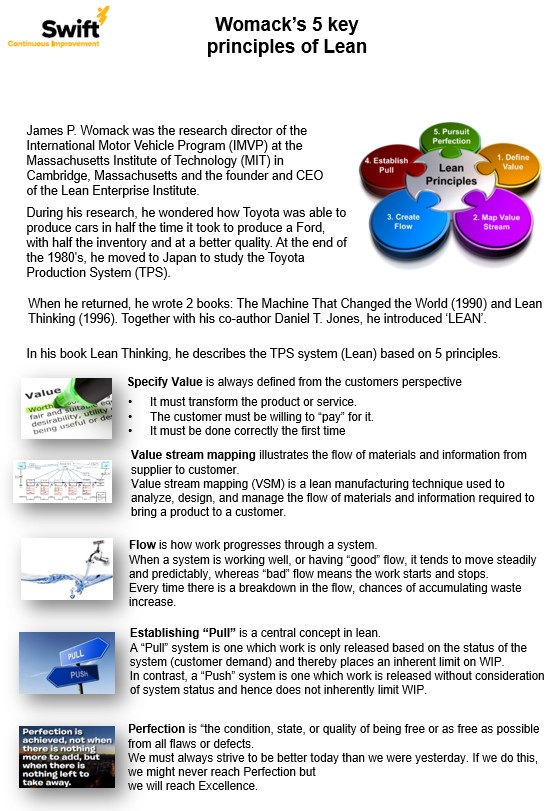 Swift
Continuous Improvement
Womack's 5 key
principles of Lean
James P. Womack was the research director of the
International Motor Vehicle Program (IMVP) at the
Massachusetts Institute of Technology (MIT) in
Cambridge, Massachusetts and the founder and CEO
of the Lean Enterprise Institute.
During his research, he wondered how Toyota was able to
produce cars in half the time it took to produce a Ford,
with half the inventory and at a better quality. At the end of
the 1980's, he moved to Japan to study the Toyota
Production System (TPS).
5. Pursuit
Perfection
4. Establish
Pull
1. Define
Value
Lean
Principles
3. Create
Flow
2. Map Value
Stream
When he returned, he wrote 2 books: The Machine That Changed the World (1990) and Lean
Thinking (1996). Together with his co-author Daniel T. Jones, he introduced 'LEAN'.
In his book Lean Thinking, he describes the TPS system (Lean) based on 5 principles.
Value
Worth
fair and suitable eq
desirability, utility
being useful or de
Specify Value is always defined from the customers perspective
• It must transform the product or service.
• The customer must be willing to “pay” for it.
• It must be done correctly the first time
Value stream mapping illustrates the flow of materials and information from
supplier to customer.
Value stream mapping (VSM) is a lean manufacturing technique used to
analyze, design, and manage the flow of materials and information required to
bring a product to a customer.
Flow is how work progresses through a system.
When a system is working well, or having “good” flow, it tends to move steadily
and predictably, whereas “bad” flow means the work starts and stops.
Every time there is a breakdown in the flow, chances of accumulating waste
increase.
PULL
PUSH
Establishing “Pull” is a central concept in lean.
A “Pull” system is one which work is only released based on the status of the
system (customer demand) and thereby places an inherent limit on WIP.
In contrast, a “Push” system is one which work is released without consideration
of system status and hence does not inherently limit WIP.
Perfection is
achieved, not when
there is nothing
more to add, but
when there is
nothing left to
take away.
Perfection is “the condition, state, or quality of being free or as free as possible
from all flaws or defects.
We must always strive to be better today than we were yesterday. If we do this,
we might never reach Perfection but
we will reach Excellence.